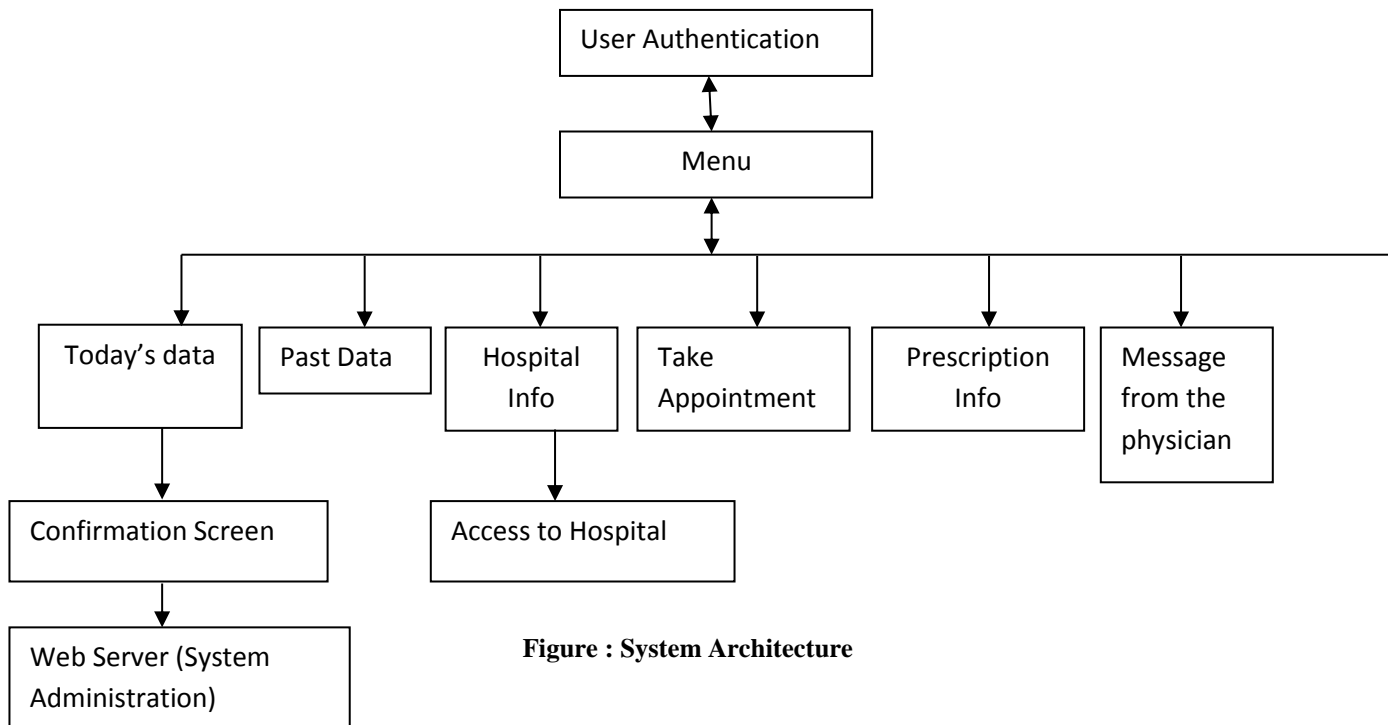 User Authentication
Menu
Today’s data
Past Data
Hospital
Info
Take
Appointment
Prescription
Info
Message
from the
physician
Confirmation Screen
Access to Hospital
Web Server (System
Administration)
Figure : System Architecture